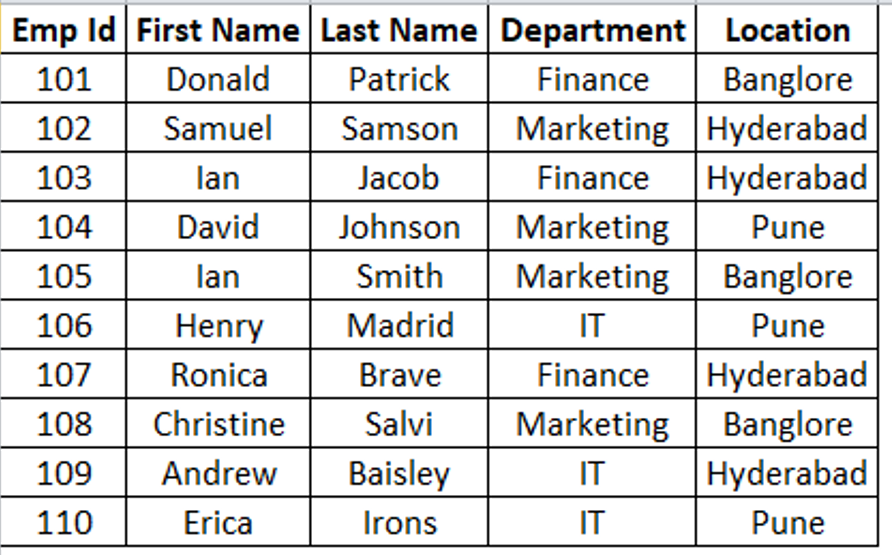 Emp Id First Name Last Name Department Location
101 Donald Patrick Finance Banglore
102 Samuel Samson Marketing Hyderabad
103 Ian Jacob Finance Hyderabad
104 David Johnson Marketing Pune
105 Ian Smith Marketing Banglore
106 Henry Madrid IT Pune
107 Ronica Brave Finance Hyderabad
108 Christine Salvi Marketing Banglore
109 Andrew Baisley IT Hyderabad
110 Erica Irons IT Pune